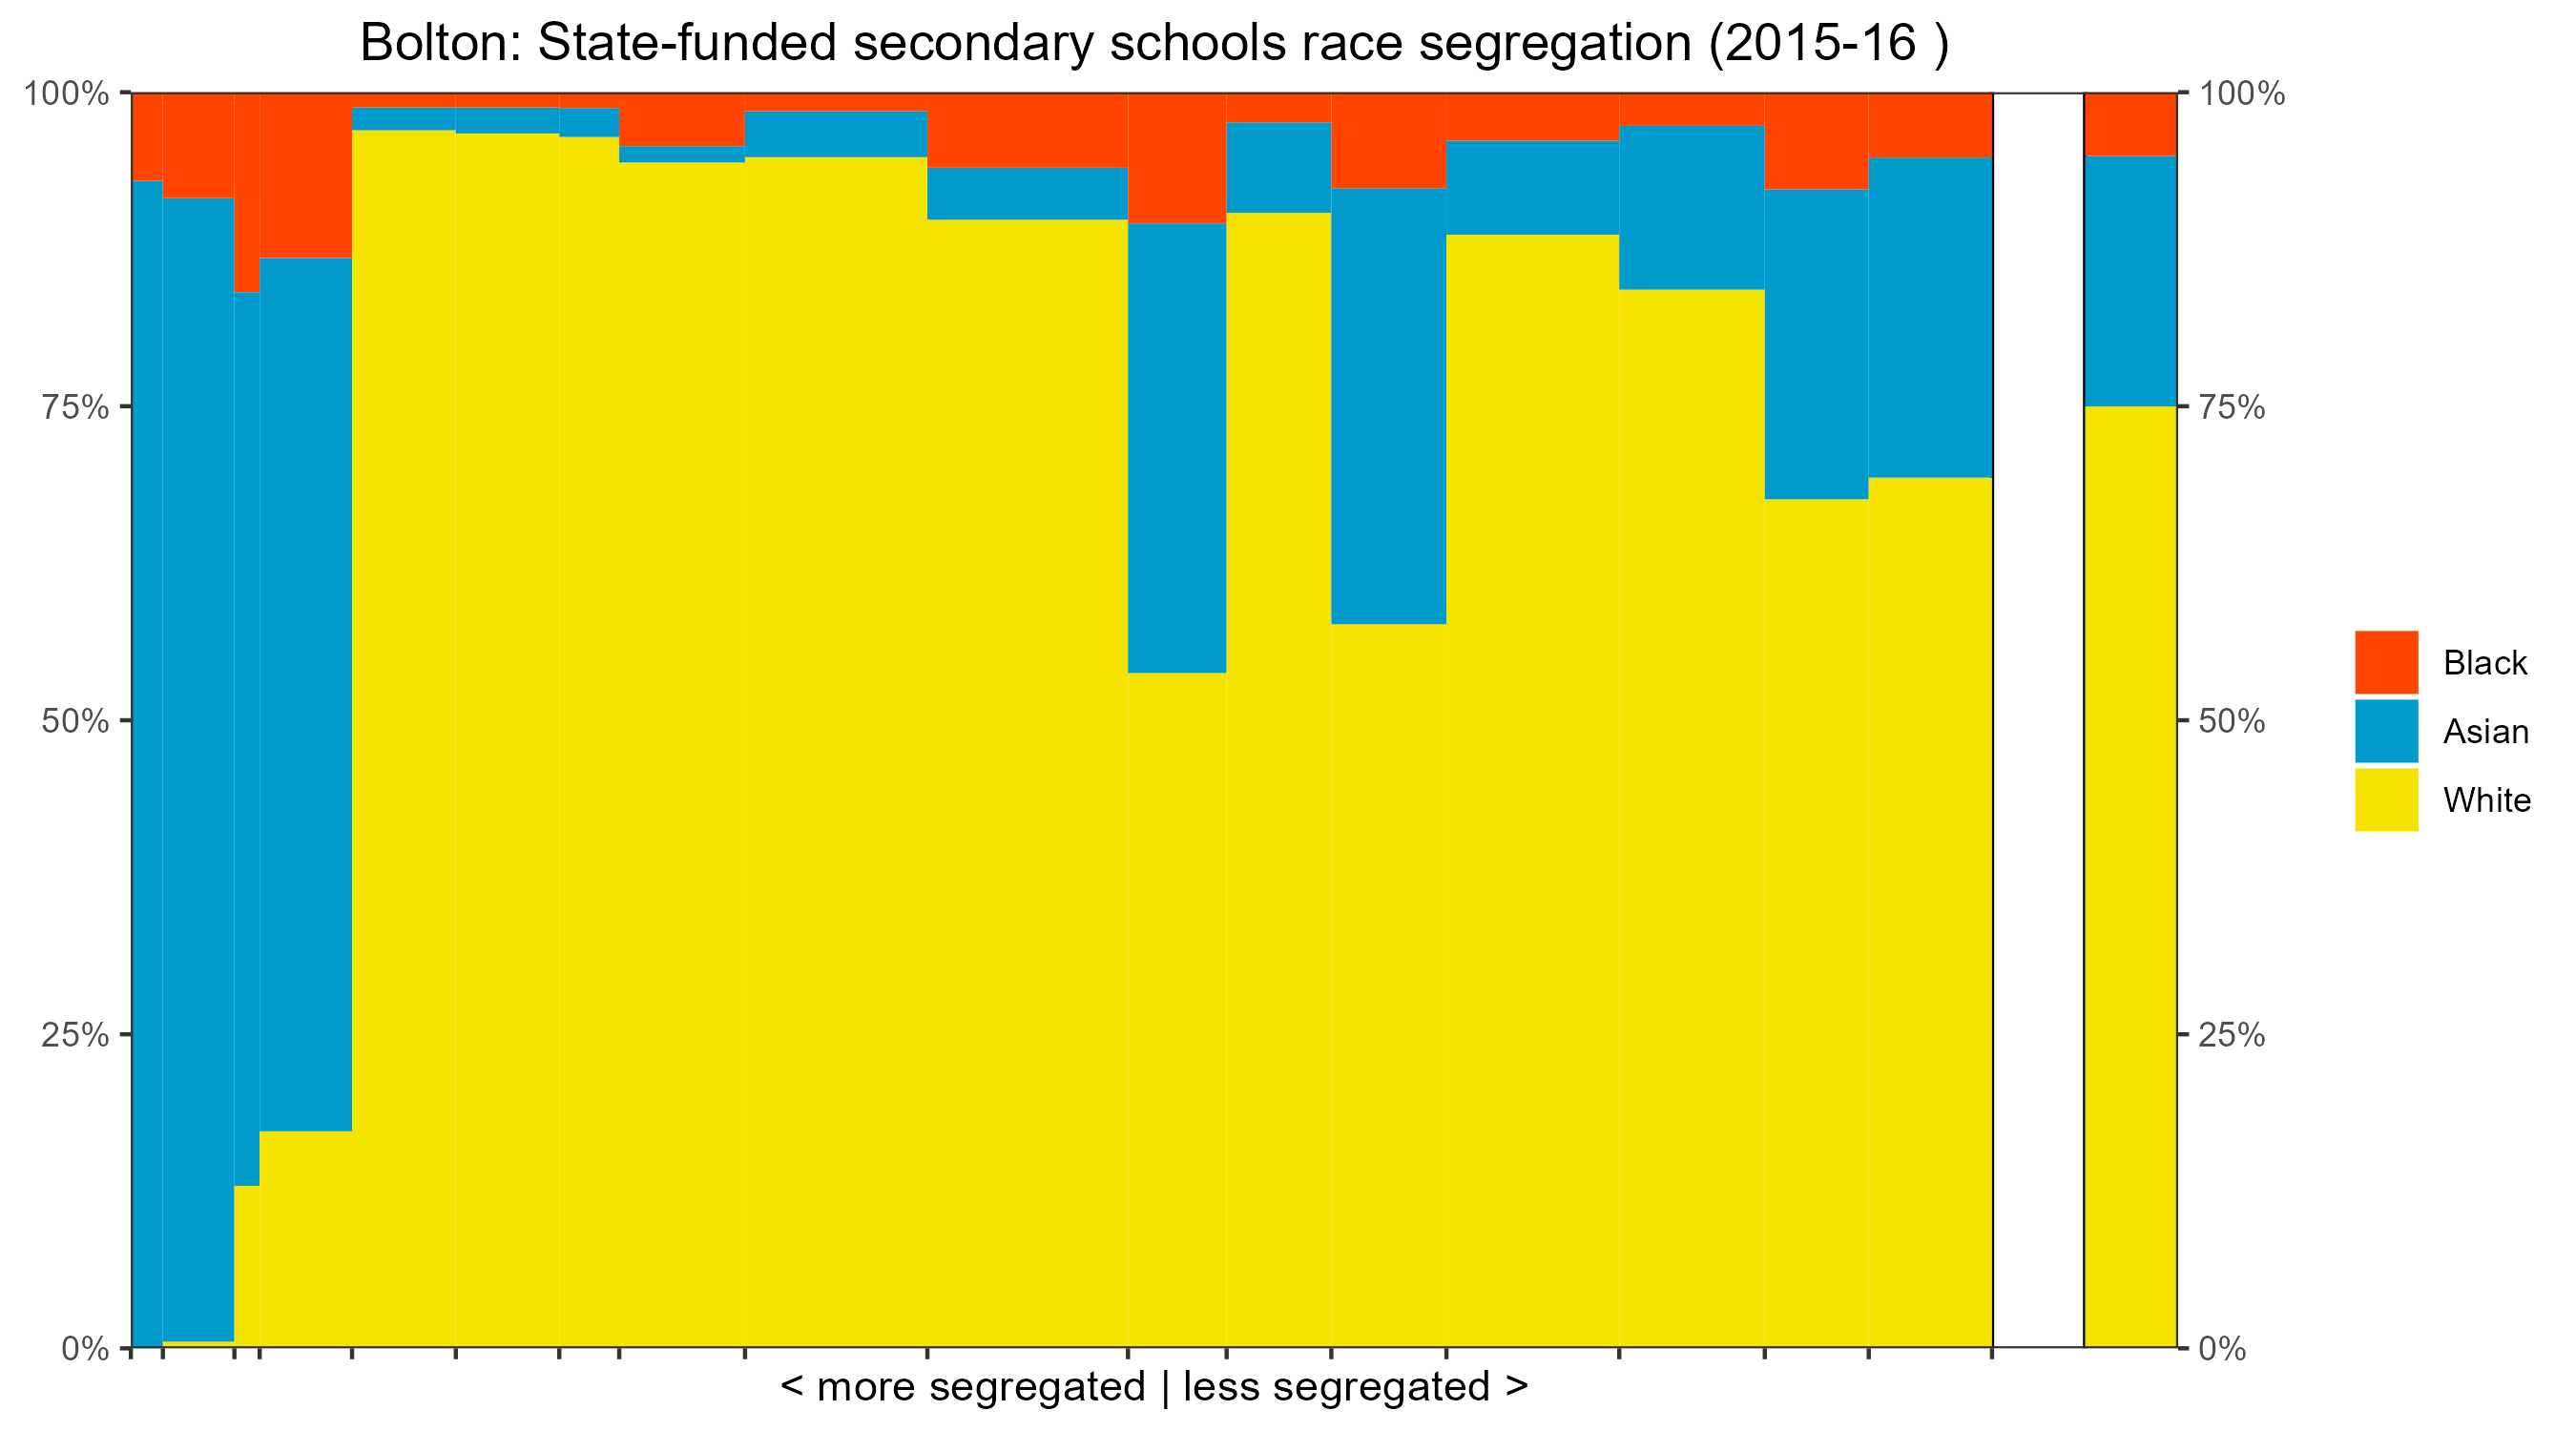 Bolton: State-funded secondary schools race segregation (2015-16 )
100%
75%
50%
25%
0%
100%
75%
50%
25%
0%
Black
Asian
White
< more segregated | less segregated >